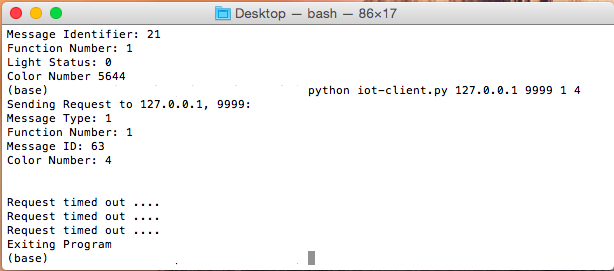 Desktop — bash — 86×17
Message Identifier: 21
Function Number: 1
Light Status: 0
Color Number 5644
(base) python iot-client.py 127.0.0.1 9999 1 4
Sending Request to 127.0.0.1, 9999:
Message Type: 1
Function Number: 1
Message ID: 63
Color Number: 4
Request timed out ....
Request timed out ....
Request timed out ....
Exiting Program
(base)